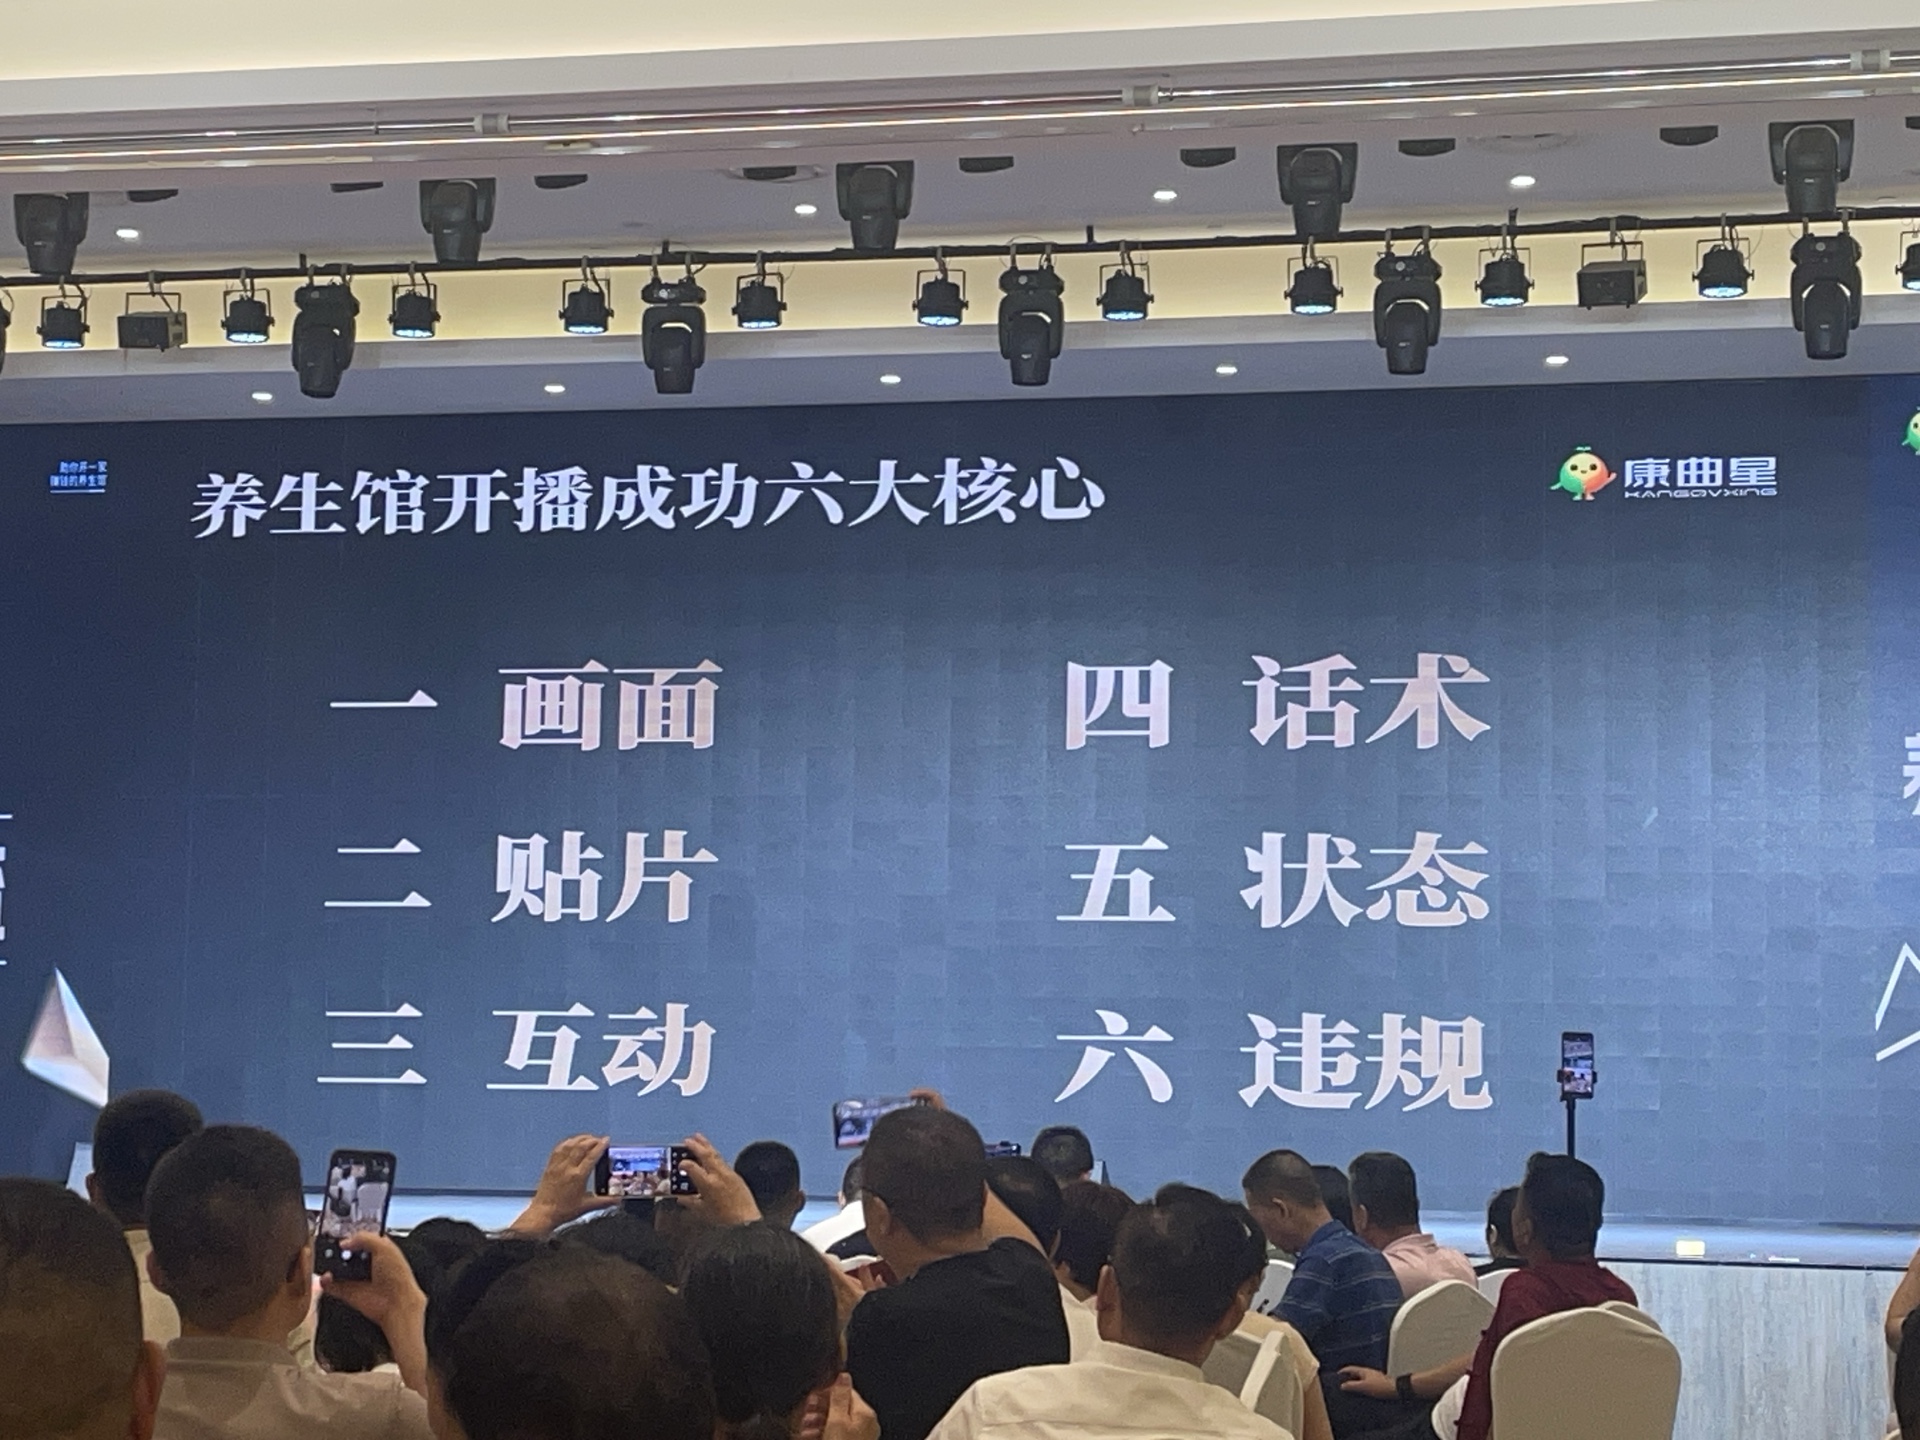 助你开一家
赚钱的养生馆
养生馆开播成功六大核心
康曲星
KANGQVXING
一 画面
四 话术
二 贴片
五 状态
三 互动
六 违规